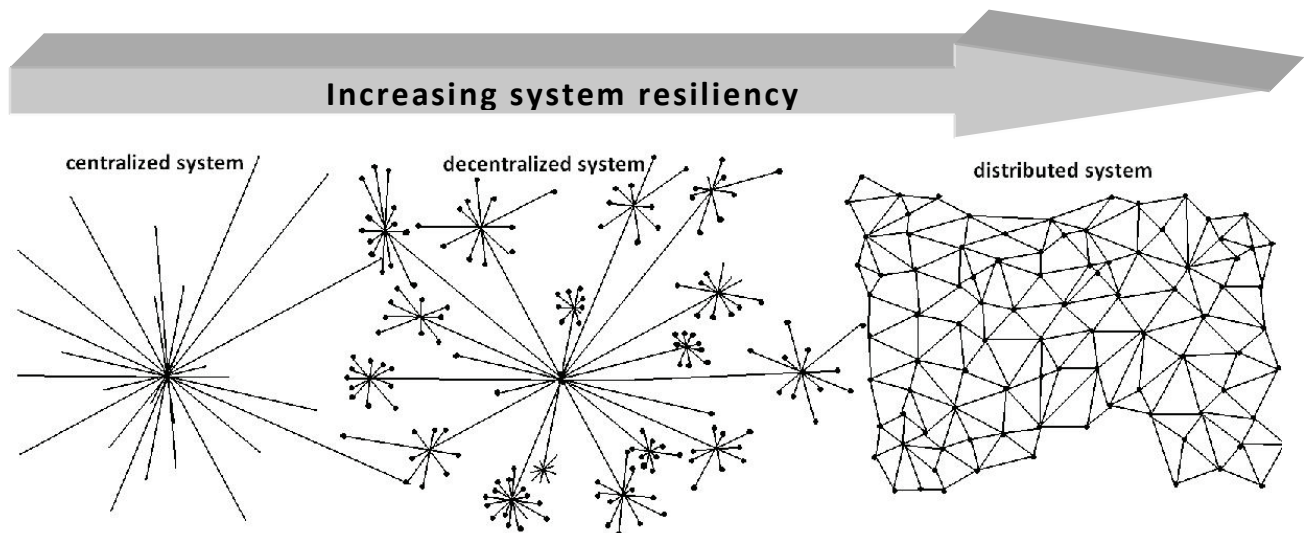 Increasing system resiliency
centralized system
decentralized system
distributed system